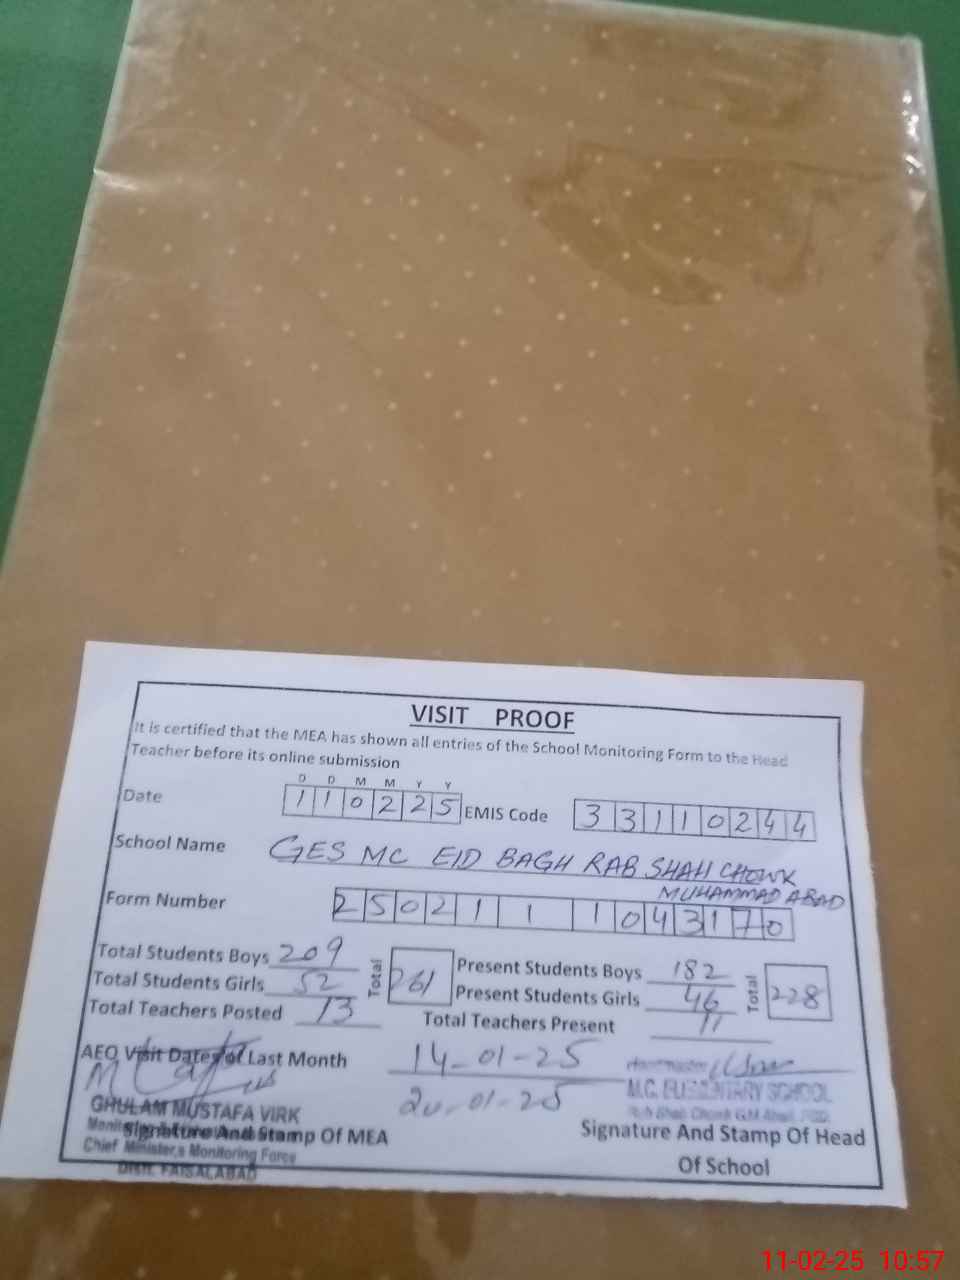 VISIT PROOF
It is certified that the MEA has shown all entries of the School Monitoring Form to the Head
Teacher before its online submission
D D M M Y Y
Date 1 1 0 2 2 5 EMIS Code 3 3 1 1 0 2 4 4
School Name GES MC EID BAGH RAB SHAH CHOWK
MUHAMMAD ABAD
Form Number 2 5 0 2 1 1 1 0 4 3 1 7 0
Total Students Boys 209 Total 261 Present Students Boys 182 Total 228
Total Students Girls 52 Present Students Girls 46
Total Teachers Posted 13 Total Teachers Present 11
AEO Visit Date of Last Month 14-01-25
20-01-25
Headmaster
M.C. ELEMENTARY SCHOOL
GHULAM MUSTAFA VIRK
Signature And Stamp Of MEA
Chief Minister,s Monitoring Force
Distt. FAISALABAD
Signature And Stamp Of Head
Of School
11-02-25 10:57